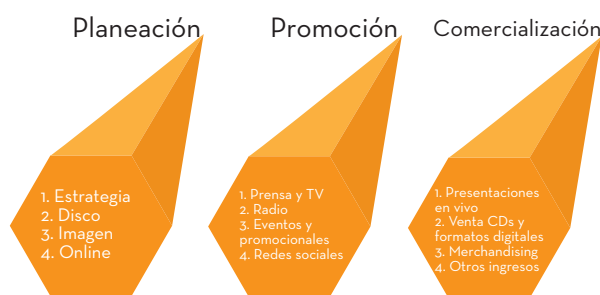 Planeación
1. Estrategia
2. Disco
3. Imagen
4. Online
Promoción
1. Prensa y TV
2. Radio
3. Eventos y
promocionales
4. Redes sociales
Comercialización
1. Presentaciones
en vivo
2. Venta CDs y
formatos digitales
3. Merchandising
4. Otros ingresos